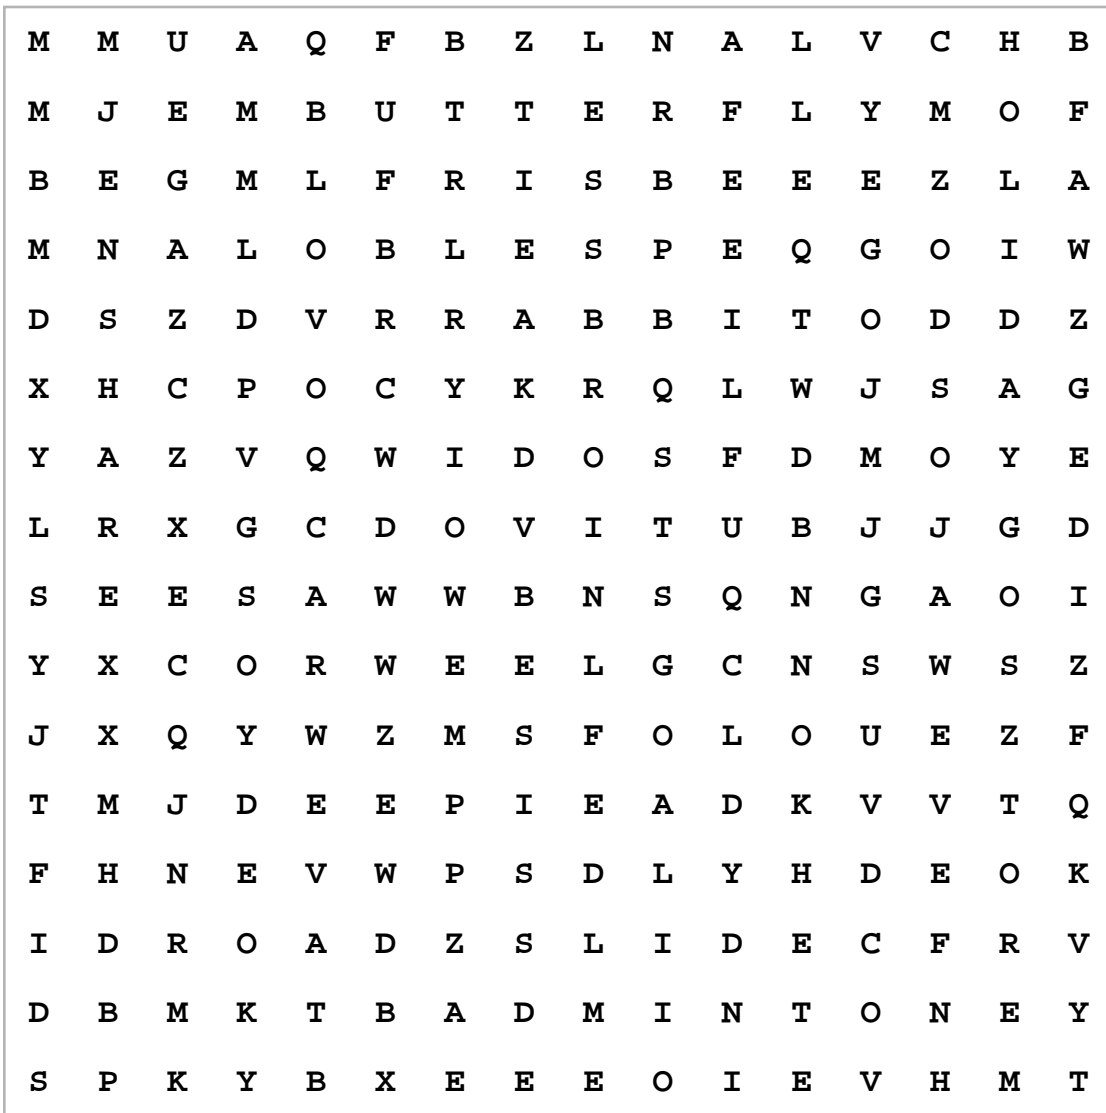 M M U A Q F B Z L N A L V C H B
M J E M B U T T E R F L Y M O F
B E G M L F R I S B E E E Z L A
M N A L O B L E S P E Q G O I W
D S Z D V R R A B B I T O D D Z
X H C P O C Y K R Q L W J S A G
Y A Z V Q W I D O S F D M O Y E
L R X G C D O V I T U B J J G D
S E E S A W W B N S Q N G A O I
Y X C O R W E E L G C N S W S Z
J X Q Y W Z M S F O L O U E Z F
T M J D E E P I E A D K V V T Q
F H N E V W P S D L Y H D E O K
I D R O A D Z S L I D E C F R V
D B M K T B A D M I N T O N E Y
S P K Y B X E E E O I E V H M T